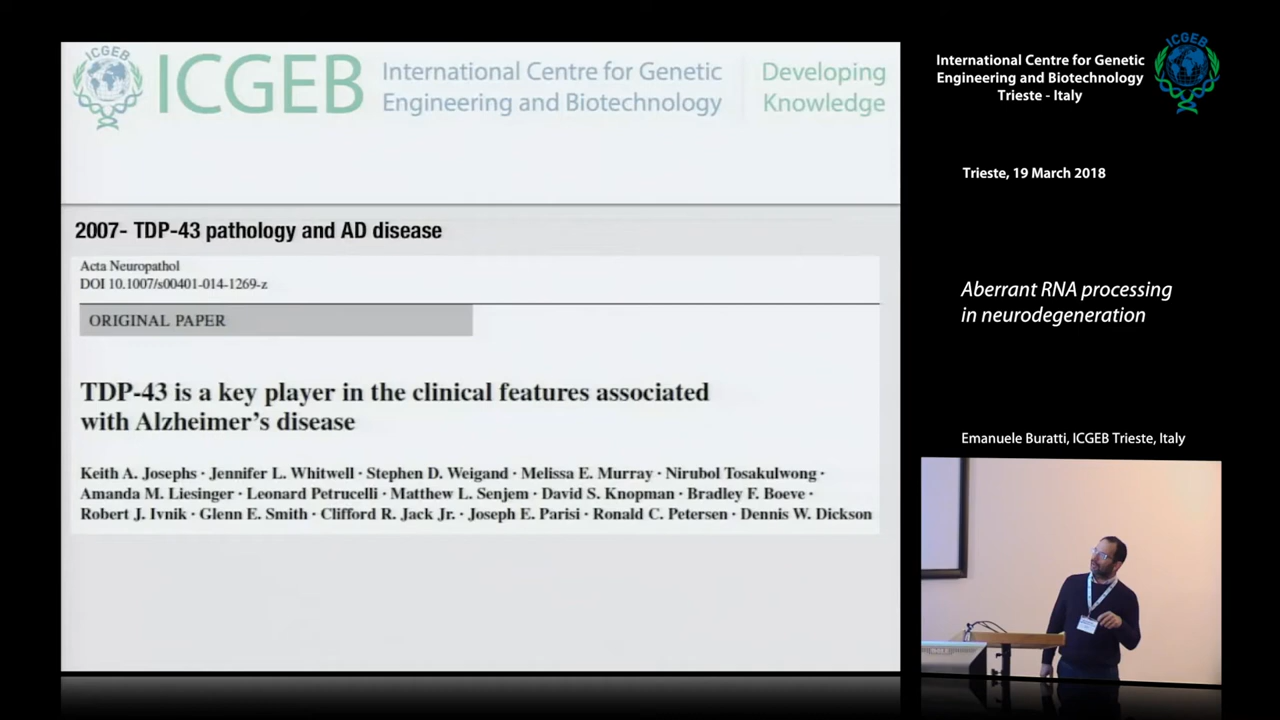 ICGEB
ICGEB
International Centre for Genetic
Engineering and Biotechnology
Developing
Knowledge
2007- TDP-43 pathology and AD disease
Acta Neuropathol
DOI 10.1007/s00401-014-1269-z
ORIGINAL PAPER
TDP-43 is a key player in the clinical features associated
with Alzheimer's disease
Keith A. Josephs · Jennifer L. Whitwell · Stephen D. Weigand · Melissa E. Murray · Nirubol Tosakulwong ·
Amanda M. Liesinger · Leonard Petrucelli · Matthew L. Senjem · David S. Knopman · Bradley F. Boeve ·
Robert J. Ivnik · Glenn E. Smith · Clifford R. Jack Jr. · Joseph E. Parisi · Ronald C. Petersen · Dennis W. Dickson
International Centre for Genetic
Engineering and Biotechnology
Trieste - Italy
ICGEB
Trieste, 19 March 2018
Aberrant RNA processing
in neurodegeneration
Emanuele Buratti, ICGEB Trieste, Italy